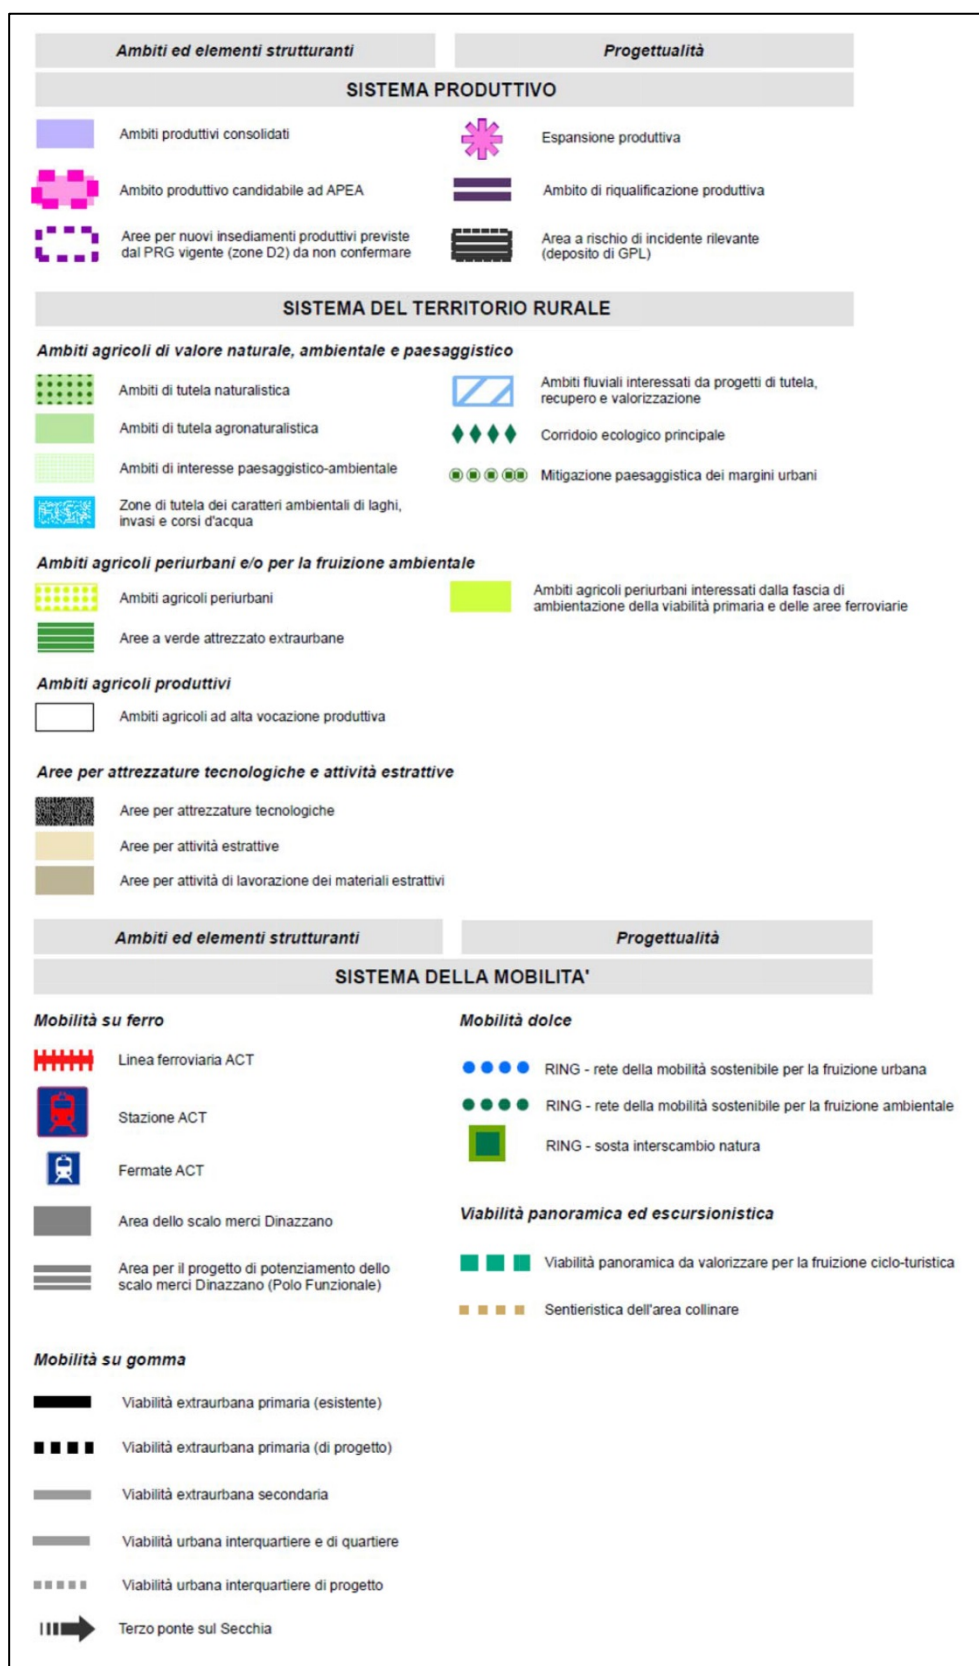 Ambiti ed elementi strutturanti
Progettualità
SISTEMA PRODUTTIVO
Ambiti produttivi consolidati
Espansione produttiva
Ambito produttivo candidabile ad APEA
Ambito di riqualificazione produttiva
Aree per nuovi insediamenti produttivi previste
dal PRG vigente (zone D2) da non confermare
Area a rischio di incidente rilevante
(deposito di GPL)
SISTEMA DEL TERRITORIO RURALE
Ambiti agricoli di valore naturale, ambientale e paesaggistico
Ambiti di tutela naturalistica
Ambiti fluviali interessati da progetti di tutela,
recupero e valorizzazione
Ambiti di tutela agronaturalistica
Corridoio ecologico principale
Ambiti di interesse paesaggistico-ambientale
Mitigazione paesaggistica dei margini urbani
Zone di tutela dei caratteri ambientali di laghi,
invasi e corsi d'acqua
Ambiti agricoli periurbani e/o per la fruizione ambientale
Ambiti agricoli periurbani
Ambiti agricoli periurbani interessati dalla fascia di
ambientazione della viabilità primaria e delle aree ferroviarie
Aree a verde attrezzato extraurbane
Ambiti agricoli produttivi
Ambiti agricoli ad alta vocazione produttiva
Aree per attrezzature tecnologiche e attività estrattive
Aree per attrezzature tecnologiche
Aree per attività estrattive
Aree per attività di lavorazione dei materiali estrattivi
Ambiti ed elementi strutturanti
Progettualità
SISTEMA DELLA MOBILITA'
Mobilità su ferro
Mobilità dolce
Linea ferroviaria ACT
RING - rete della mobilità sostenibile per la fruizione urbana
Stazione ACT
RING - rete della mobilità sostenibile per la fruizione ambientale
RING - sosta interscambio natura
Fermate ACT
Area dello scalo merci Dinazzano
Viabilità panoramica ed escursionistica
Area per il progetto di potenziamento dello
scalo merci Dinazzano (Polo Funzionale)
Viabilità panoramica da valorizzare per la fruizione ciclo-turistica
Sentieristica dell'area collinare
Mobilità su gomma
Viabilità extraurbana primaria (esistente)
Viabilità extraurbana primaria (di progetto)
Viabilità extraurbana secondaria
Viabilità urbana interquartiere e di quartiere
Viabilità urbana interquartiere di progetto
Terzo ponte sul Secchia